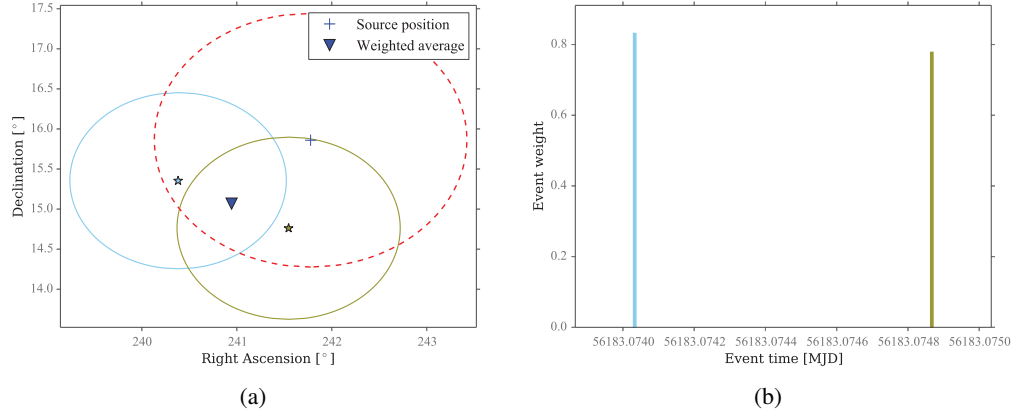 17.5
17.0
16.5
16.0
15.5
15.0
14.5
14.0
Declination [°]
240
241
242
243
Right Ascension [°]
Source position
Weighted average
(a)
0.8
0.6
0.4
0.2
0.0
Event weight
56183.0740
56183.0742
56183.0744
56183.0746
56183.0748
56183.0750
Event time [MJD]
(b)